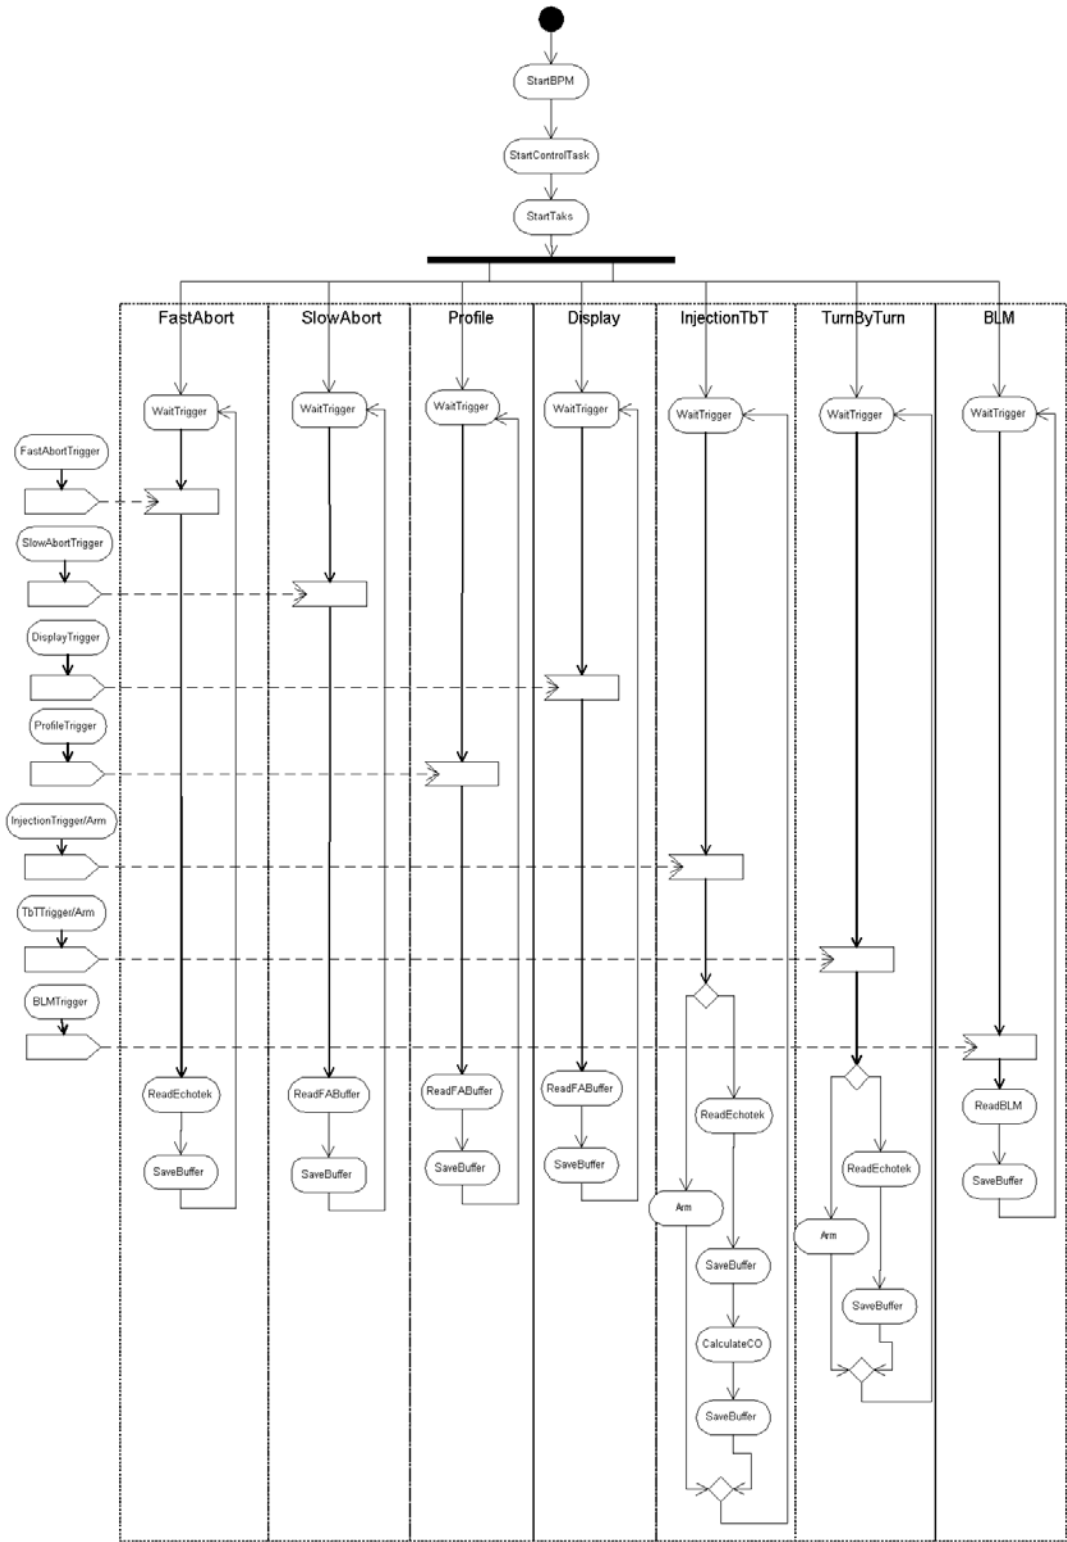 StartBPM
StartControlTask
StartTaks
FastAbort
SlowAbort
Profile
Display
InjectionTbT
TurnByTurn
BLM
WaitTrigger
WaitTrigger
WaitTrigger
WaitTrigger
WaitTrigger
WaitTrigger
WaitTrigger
FastAbortTrigger
SlowAbortTrigger
DisplayTrigger
ProfileTrigger
InjectionTrigger/Arm
TbTTrigger/Arm
BLMTrigger
ReadEchotek
ReadFABuffer
ReadFABuffer
ReadFABuffer
ReadEchotek
ReadBLM
SaveBuffer
SaveBuffer
SaveBuffer
SaveBuffer
ReadEchotek
SaveBuffer
Arm
Arm
SaveBuffer
SaveBuffer
CalculateCO
SaveBuffer